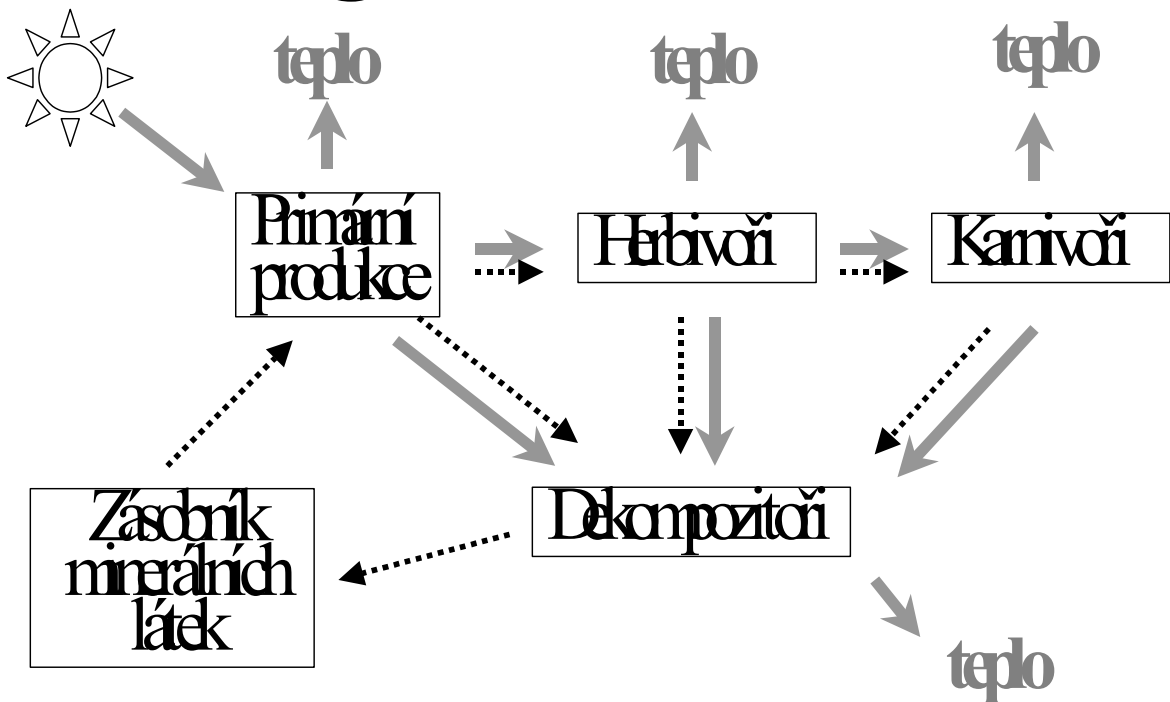 teplo
teplo
teplo
Primární
produkce
Herbivoři
Karnivoři
Dekompozitoři
Zásobník
minerálních
látek
teplo